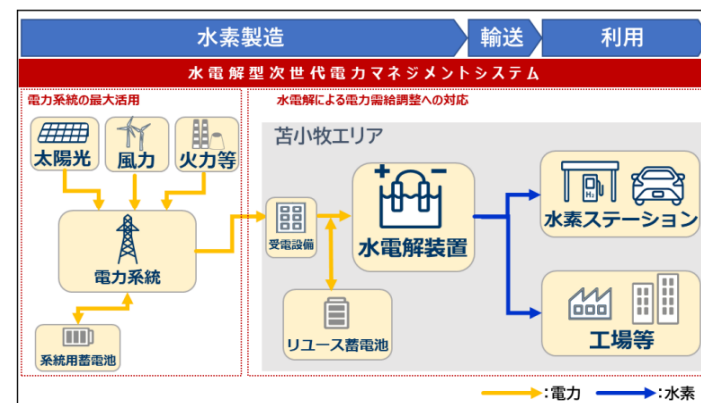 水素製造
輸送
利用
水電解型次世代電力マネジメントシステム
電力系統の最大活用
水電解による電力需給調整への対応
太陽光
風力
火力等
電力系統
系統用蓄電池
苫小牧エリア
受電設備
水電解装置
リユース蓄電池
H₂
水素ステーション
工場等
:電力
:水素